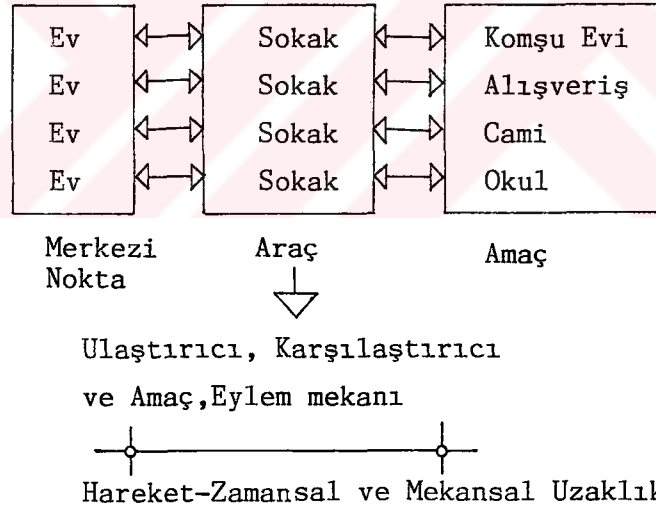 Ev Sokak Komşu Evi
Ev Sokak Alışveriş
Ev Sokak Cami
Ev Sokak Okul
Merkezi Nokta
Araç
Amaç
Ulaştırıcı, Karşılaştırıcı
ve Amaç,Eylem mekanı
Hareket-Zamansal ve Mekansal Uzaklık